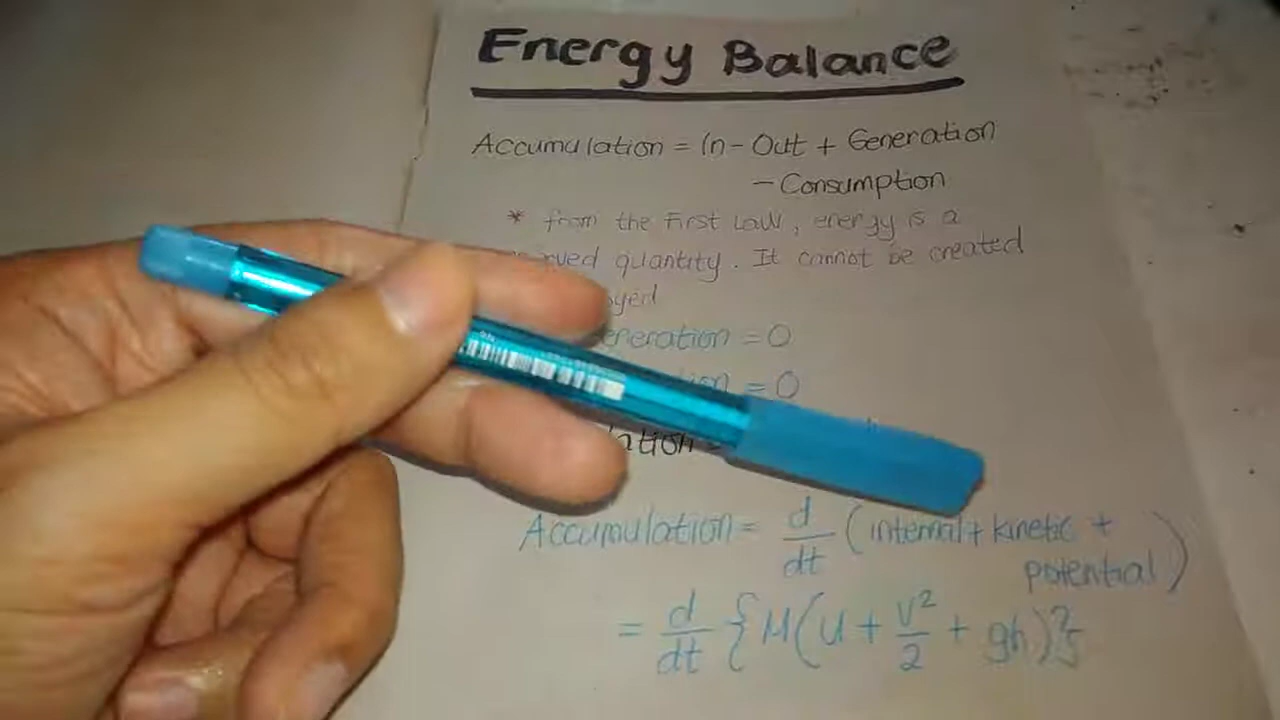 Energy Balance
Accumulation = In - Out + Generation
- Consumption
* from the First Law, energy is a
quantity. It cannot be created
= 0
= 0
Accumulation = d/dt (internal + kinetic +
potential)
= d/dt {M(U + v²/2 + gh)}